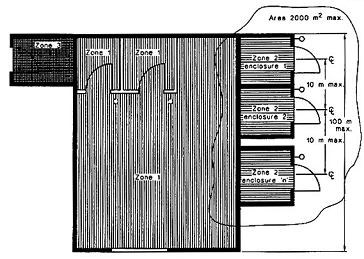 Area 2000 m² max.
Zone 3
Zone 1
Zone 1
Zone 2
enclosure 1
10 m
max.
Zone 2
enclosure 2
100 m
max.
10 m
max.
Zone 2
enclosure 'n'
Zone 1